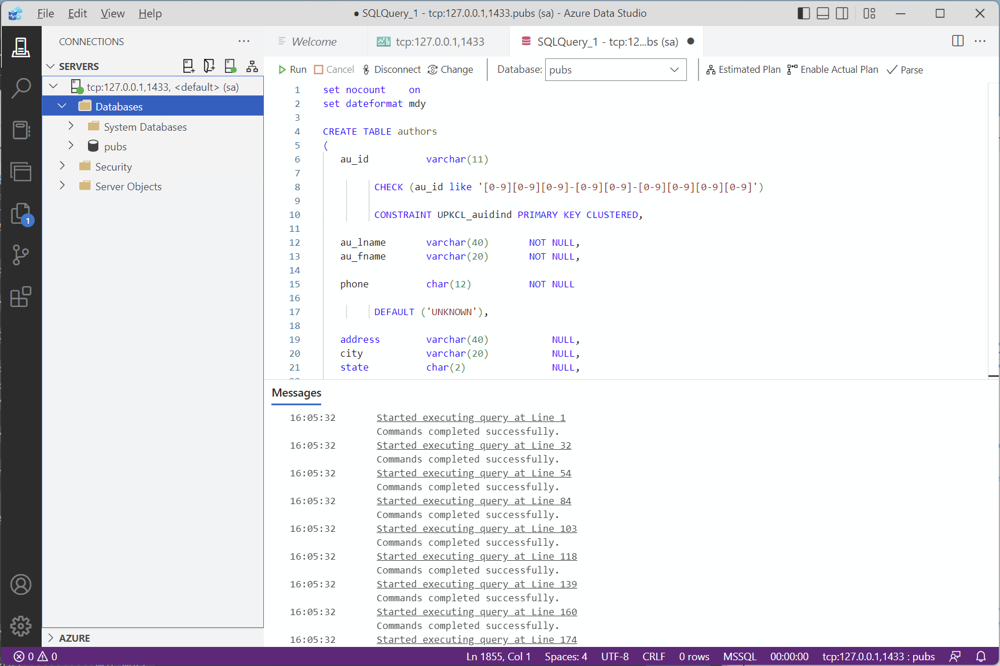 File Edit View Help
● SQLQuery_1 - tcp:127.0.0.1,1433.pubs (sa) - Azure Data Studio
CONNECTIONS
Welcome
tcp:127.0.0.1,1433
SQLQuery_1 - tcp:12...bs (sa)
SERVERS
Run Cancel Disconnect Change Database: pubs Estimated Plan Enable Actual Plan Parse
tcp:127.0.0.1,1433, <default> (sa)
Databases
System Databases
pubs
Security
Server Objects
1
AZURE
1 set nocount    on
2 set dateformat mdy
3
4 CREATE TABLE authors
5 (
6    au_id          varchar(11)
7
8          CHECK (au_id like '[0-9][0-9][0-9]-[0-9][0-9]-[0-9][0-9][0-9][0-9]')
9
10          CONSTRAINT UPKCL_auidind PRIMARY KEY CLUSTERED,
11
12    au_lname       varchar(40)       NOT NULL,
13    au_fname       varchar(20)       NOT NULL,
14
15    phone          char(12)          NOT NULL
16
17          DEFAULT ('UNKNOWN'),
18
19    address        varchar(40)           NULL,
20    city           varchar(20)           NULL,
21    state          char(2)               NULL,
Messages
16:05:32 Started executing query at Line 1
Commands completed successfully.
16:05:32 Started executing query at Line 32
Commands completed successfully.
16:05:32 Started executing query at Line 54
Commands completed successfully.
16:05:32 Started executing query at Line 84
Commands completed successfully.
16:05:32 Started executing query at Line 103
Commands completed successfully.
16:05:32 Started executing query at Line 118
Commands completed successfully.
16:05:32 Started executing query at Line 139
Commands completed successfully.
16:05:32 Started executing query at Line 160
Commands completed successfully.
16:05:32 Started executing query at Line 174
0 0 Ln 1855, Col 1 Spaces: 4 UTF-8 CRLF 0 rows MSSQL 00:00:00 tcp:127.0.0.1,1433 : pubs